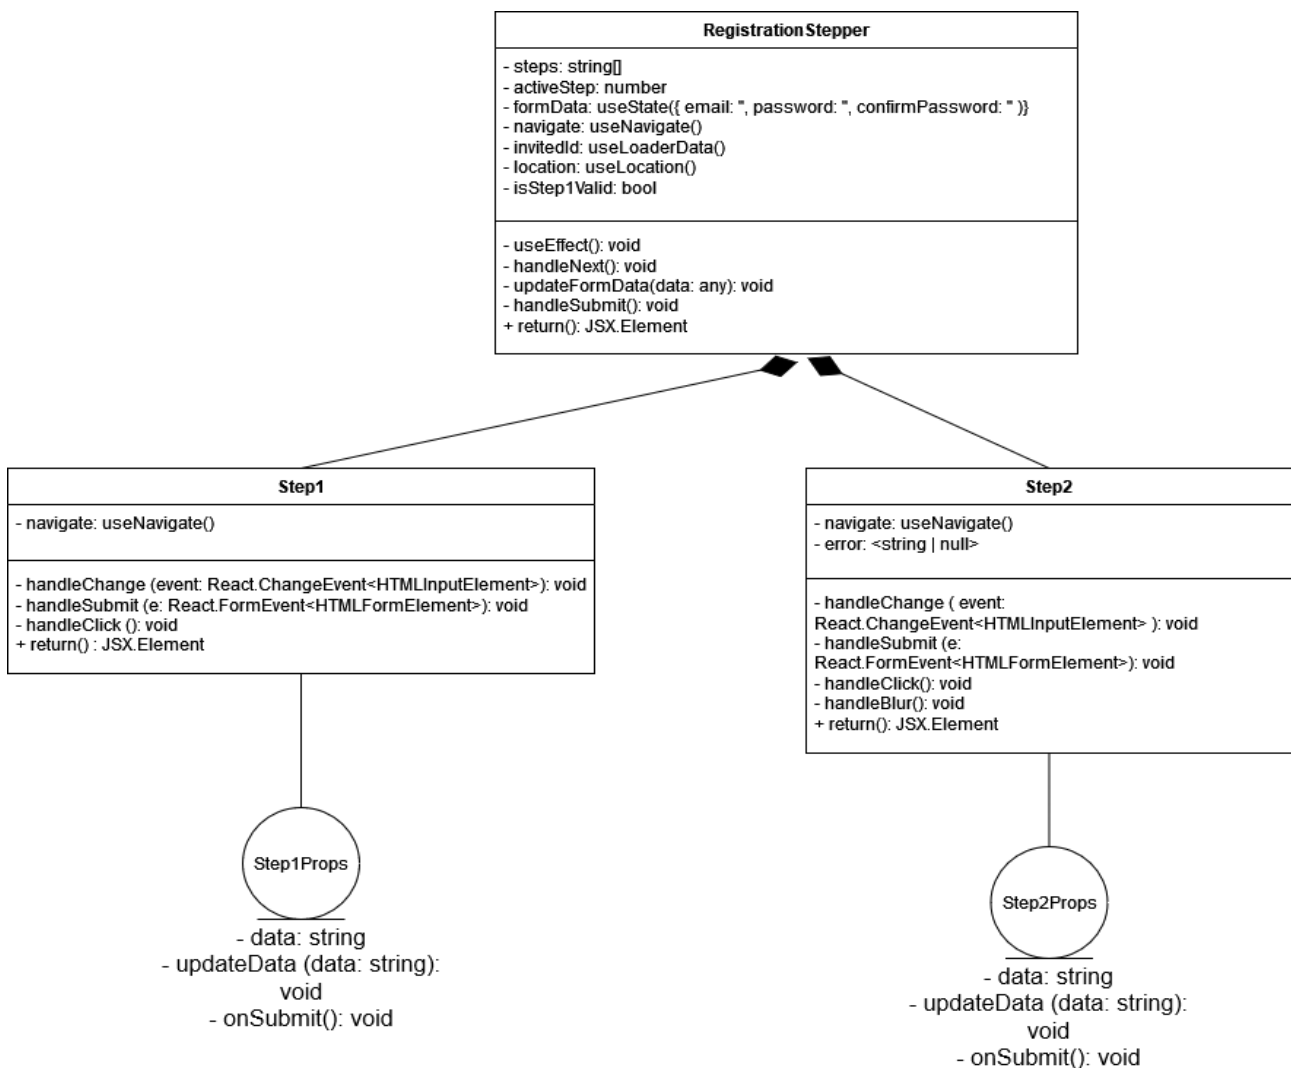 RegistrationStepper
- steps: string[]
- activeStep: number
- formData: useState({ email: '', password: '', confirmPassword: '' )}
- navigate: useNavigate()
- invitedId: useLoaderData()
- location: useLocation()
- isStep1Valid: bool
- useEffect(): void
- handleNext(): void
- updateFormData(data: any): void
- handleSubmit(): void
+ return(): JSX.Element
Step1
- navigate: useNavigate()
- handleChange (event: React.ChangeEvent<HTMLInputElement>): void
- handleSubmit (e: React.FormEvent<HTMLFormElement>): void
- handleClick (): void
+ return() : JSX.Element
Step2
- navigate: useNavigate()
- error: <string | null>
- handleChange ( event:
React.ChangeEvent<HTMLInputElement> ): void
- handleSubmit (e:
React.FormEvent<HTMLFormElement>): void
- handleClick(): void
- handleBlur(): void
+ return(): JSX.Element
Step1Props
- data: string
- updateData (data: string):
void
- onSubmit(): void
Step2Props
- data: string
- updateData (data: string):
void
- onSubmit(): void